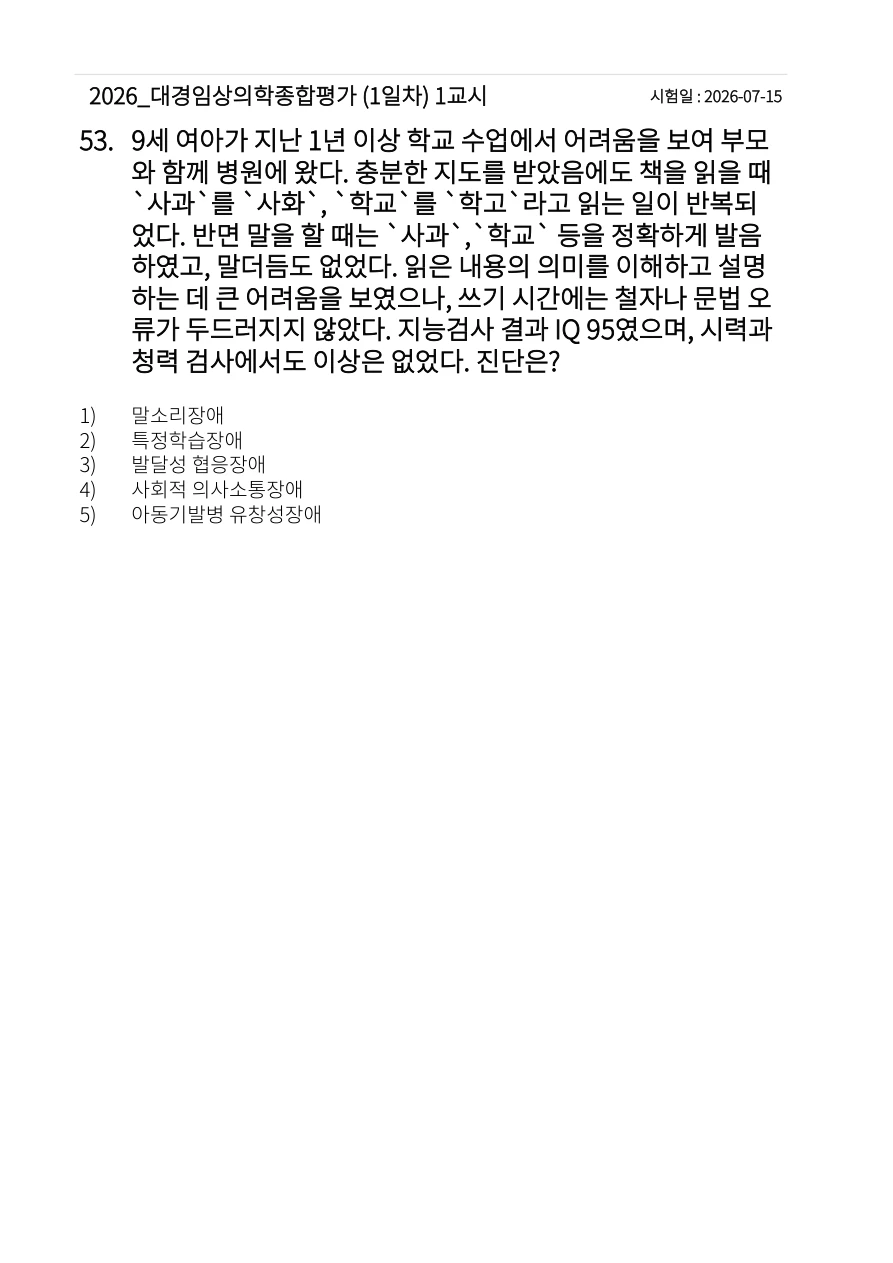 2026_대경임상의학종합평가 (1일차) 1교시
시험일 : 2026-07-15
53. 9세 여아가 지난 1년 이상 학교 수업에서 어려움을 보여 부모
와 함께 병원에 왔다. 충분한 지도를 받았음에도 책을 읽을 때
`사과`를 `사화`, `학교`를 `학고`라고 읽는 일이 반복되
었다. 반면 말을 할 때는 `사과`,`학교` 등을 정확하게 발음
하였고, 말더듬도 없었다. 읽은 내용의 의미를 이해하고 설명
하는 데 큰 어려움을 보였으나, 쓰기 시간에는 철자나 문법 오
류가 두드러지지 않았다. 지능검사 결과 IQ 95였으며, 시력과
청력 검사에서도 이상은 없었다. 진단은?
1) 말소리장애
2) 특정학습장애
3) 발달성 협응장애
4) 사회적 의사소통장애
5) 아동기발병 유창성장애